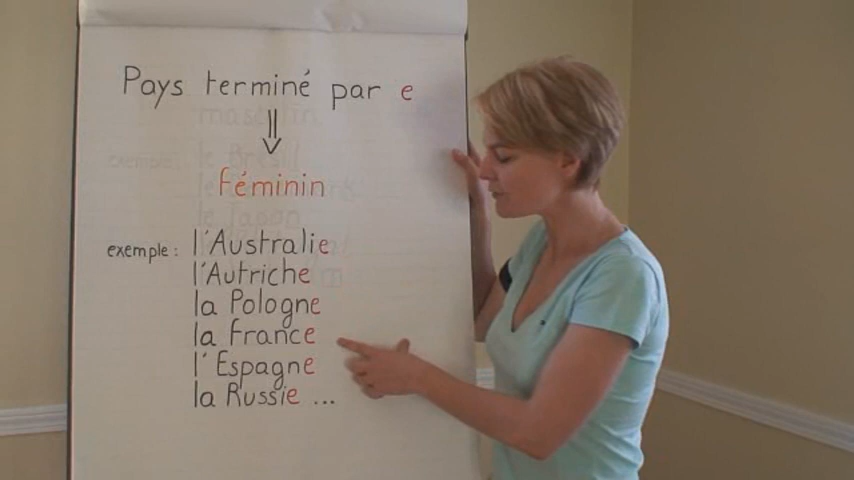 Pays terminé par e
Féminin
exemple : l'Australie
l'Autriche
la Pologne
la France
l'Espagne
la Russie ...